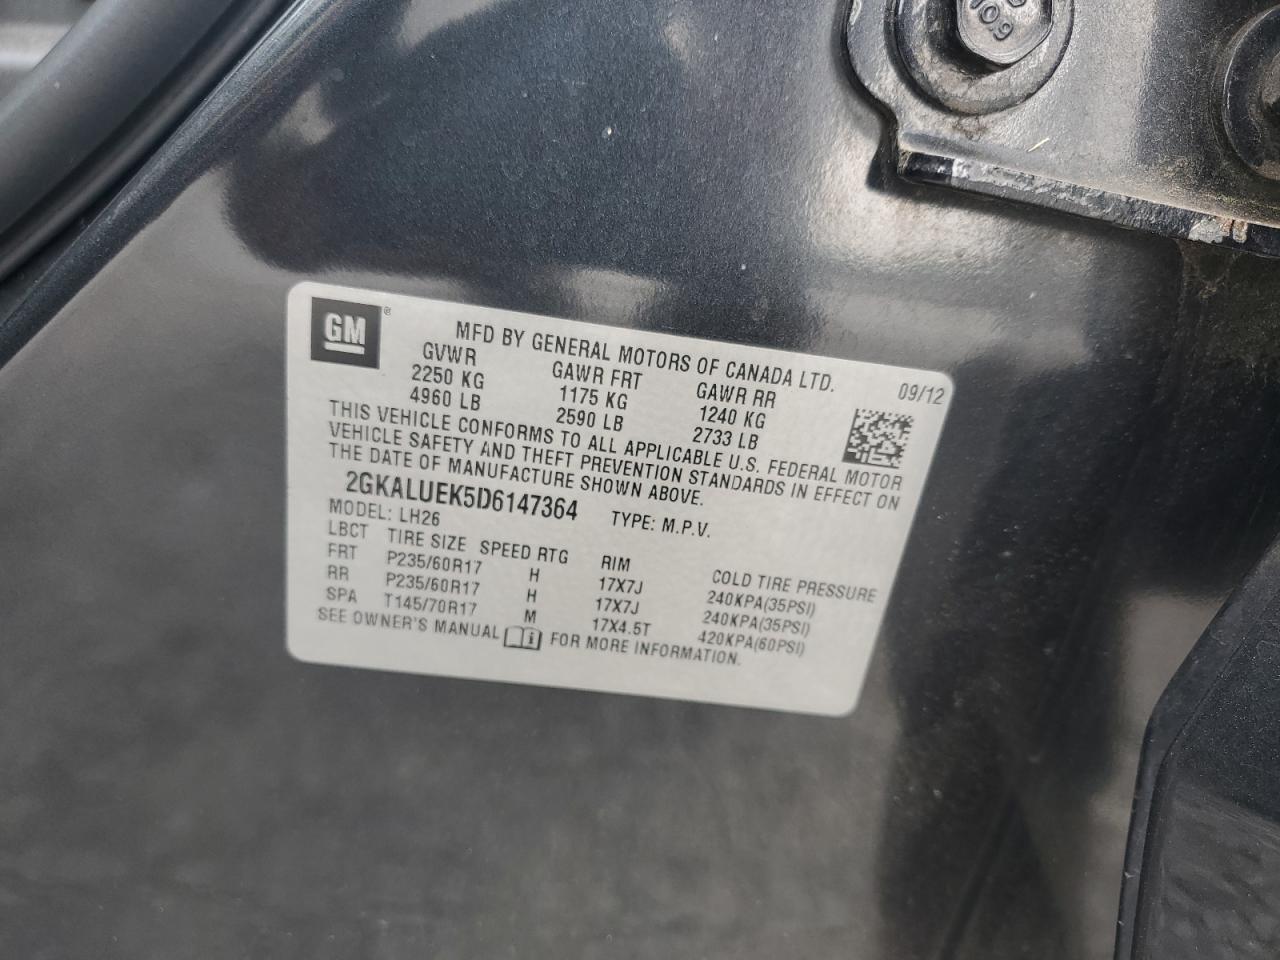 109
GM®
MFD BY GENERAL MOTORS OF CANADA LTD.
GVWR GAWR FRT GAWR RR 09/12
2250 KG 1175 KG 1240 KG
4960 LB 2590 LB 2733 LB
THIS VEHICLE CONFORMS TO ALL APPLICABLE U.S. FEDERAL MOTOR
VEHICLE SAFETY AND THEFT PREVENTION STANDARDS IN EFFECT ON
THE DATE OF MANUFACTURE SHOWN ABOVE.
2GKALUEK5D6147364 TYPE: M.P.V.
MODEL: LH26
LBCT TIRE SIZE SPEED RTG RIM COLD TIRE PRESSURE
FRT P235/60R17 H 17X7J 240KPA(35PSI)
RR P235/60R17 H 17X7J 240KPA(35PSI)
SPA T145/70R17 M 17X4.5T 420KPA(60PSI)
SEE OWNER'S MANUAL FOR MORE INFORMATION.